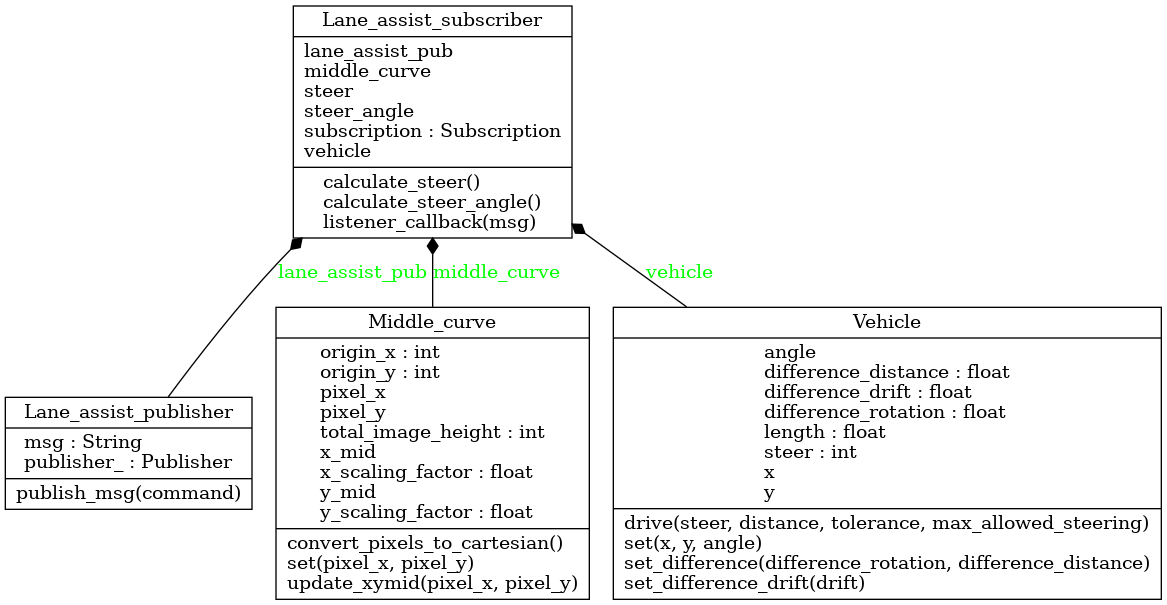 Lane_assist_subscriber
lane_assist_pub
middle_curve
steer
steer_angle
subscription : Subscription
vehicle
calculate_steer()
calculate_steer_angle()
listener_callback(msg)
lane_assist_pub
middle_curve
vehicle
Lane_assist_publisher
msg : String
publisher_ : Publisher
publish_msg(command)
Middle_curve
origin_x : int
origin_y : int
pixel_x
pixel_y
total_image_height : int
x_mid
x_scaling_factor : float
y_mid
y_scaling_factor : float
convert_pixels_to_cartesian()
set(pixel_x, pixel_y)
update_xymid(pixel_x, pixel_y)
Vehicle
angle
difference_distance : float
difference_drift : float
difference_rotation : float
length : float
steer : int
x
y
drive(steer, distance, tolerance, max_allowed_steering)
set(x, y, angle)
set_difference(difference_rotation, difference_distance)
set_difference_drift(drift)